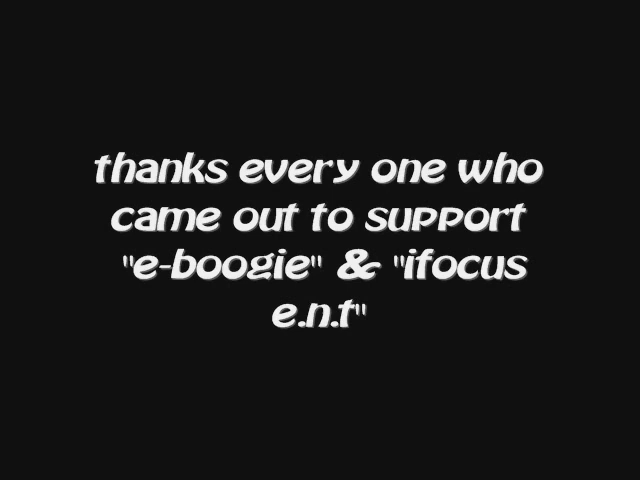 thanks every one who
came out to support
"e-boogie" & "ifocus
e.n.t"